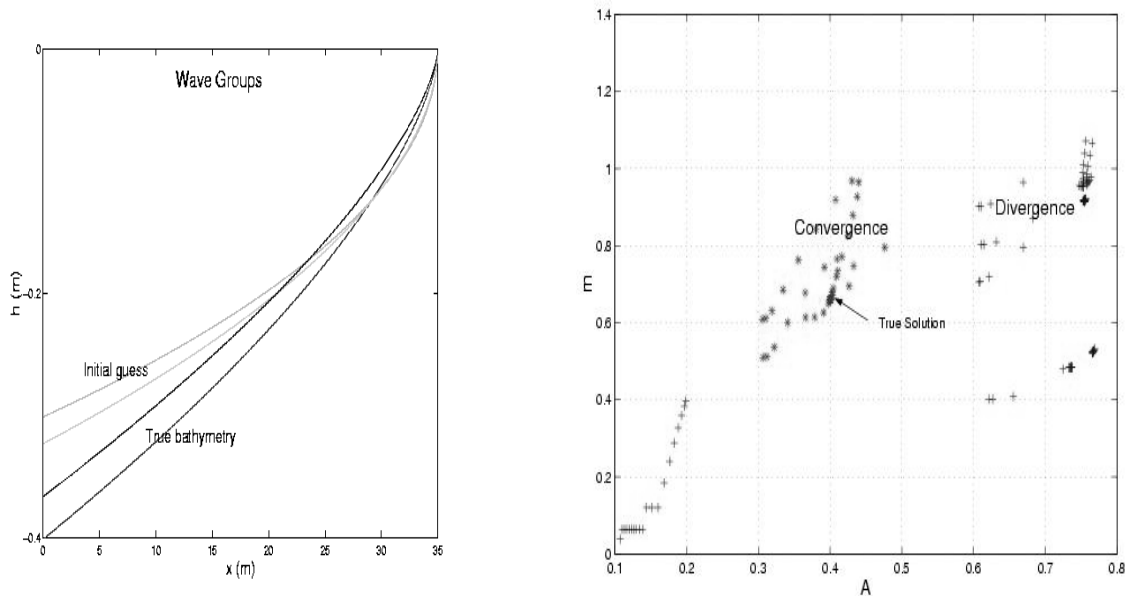 0
Wave Groups
−0.2
h (m)
Initial guess
True bathymetry
−0.4
0 5 10 15 20 25 30 35
x (m)
1.4
1.2
1
Divergence
Convergence
0.8
m
0.6
True Solution
0.4
0.2
0
0.1 0.2 0.3 0.4 0.5 0.6 0.7 0.8
A